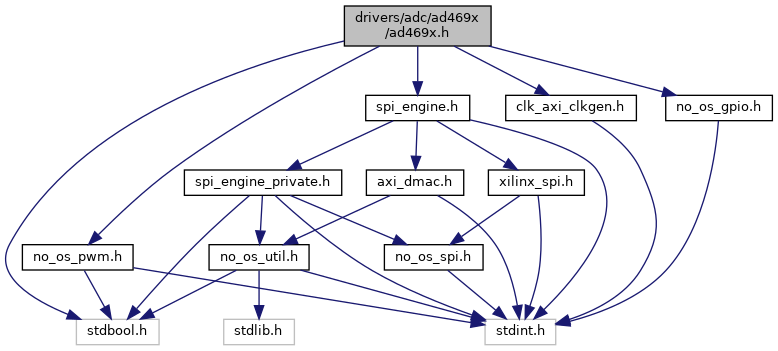 drivers/adc/ad469x
/ad469x.h
spi_engine.h
clk_axi_clkgen.h
no_os_gpio.h
spi_engine_private.h
axi_dmac.h
xilinx_spi.h
no_os_pwm.h
no_os_util.h
no_os_spi.h
stdbool.h
stdlib.h
stdint.h